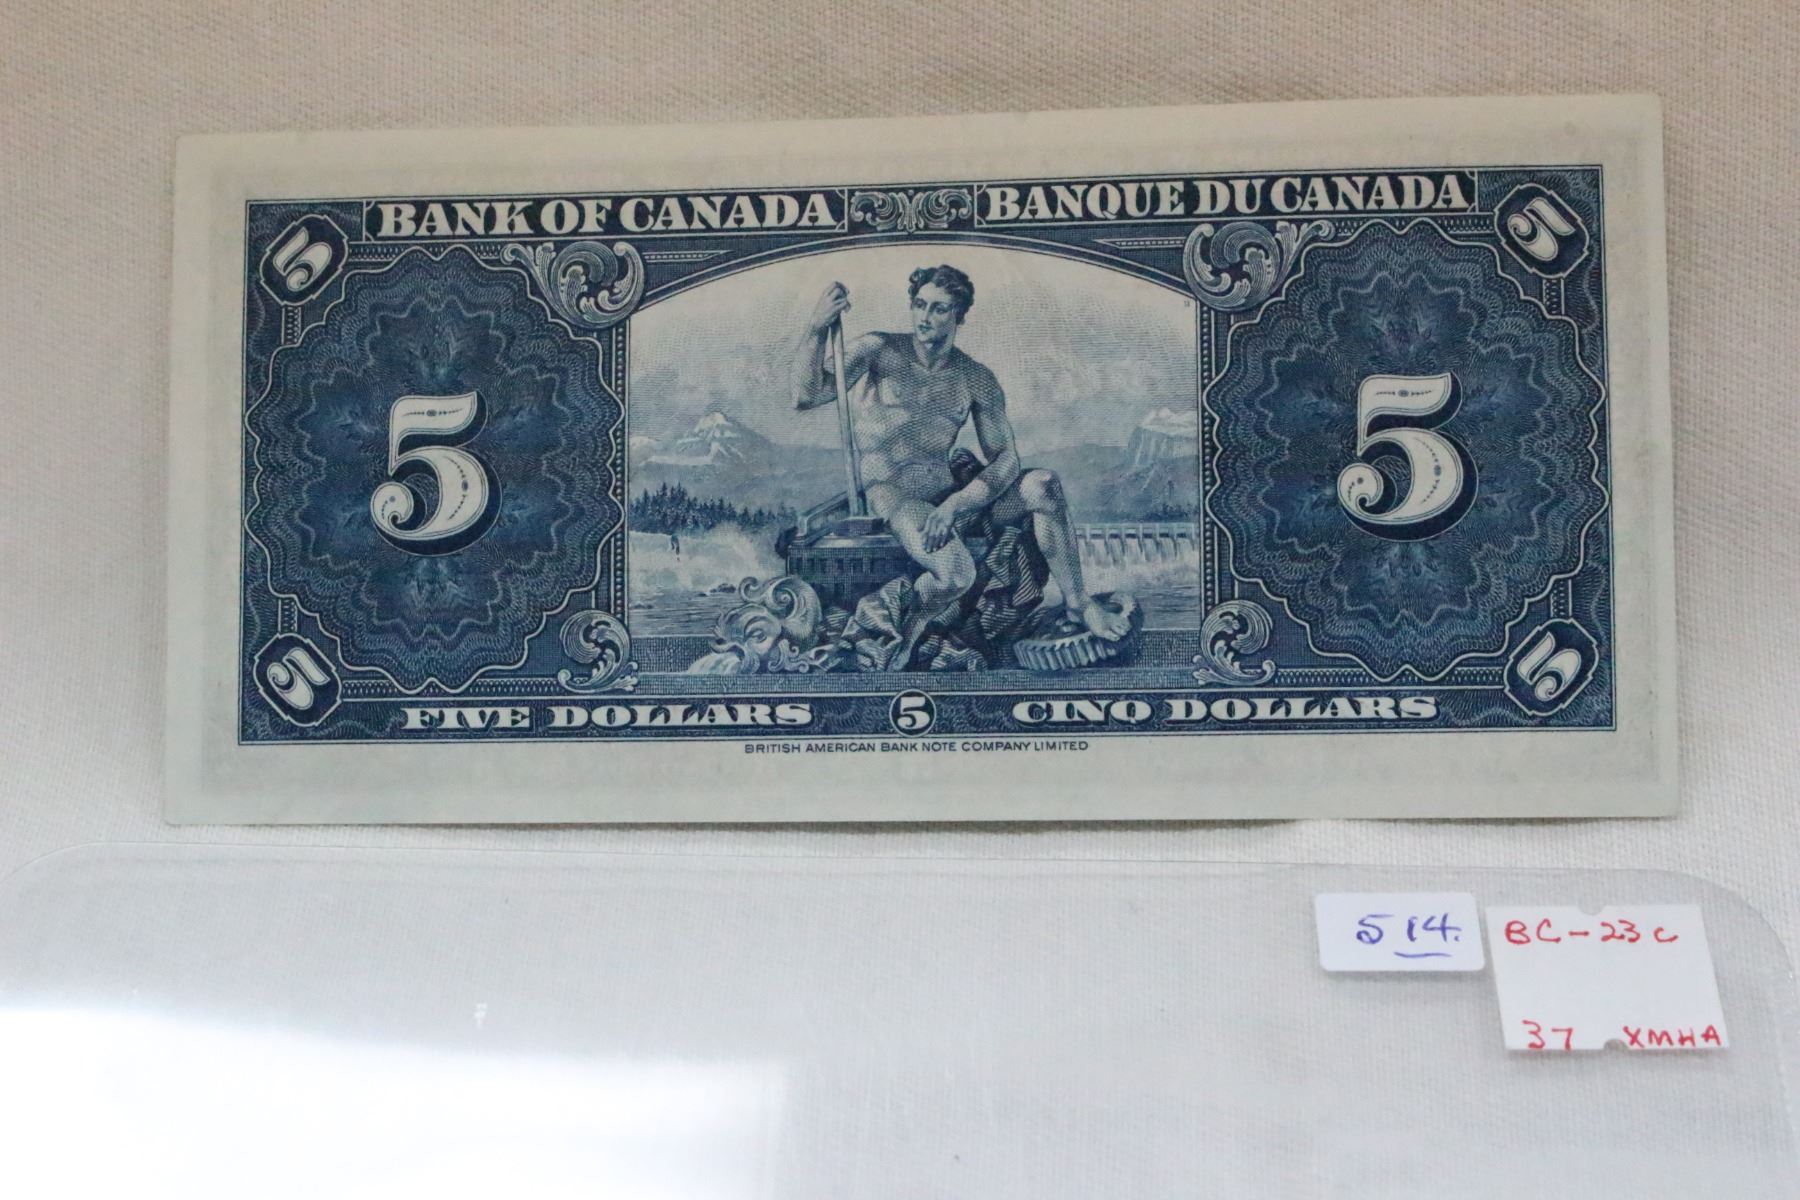 5 BANK OF CANADA BANQUE DU CANADA 5
5 5
5 FIVE DOLLARS 5 CINQ DOLLARS 5
BRITISH AMERICAN BANK NOTE COMPANY LIMITED
514.
BC-23c
37 XMHA